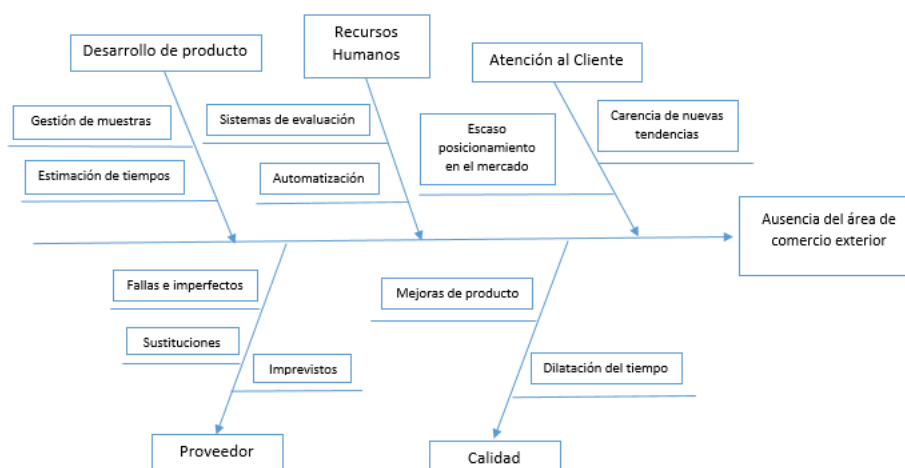 Desarrollo de producto
Recursos
Humanos
Atención al Cliente
Gestión de muestras
Estimación de tiempos
Sistemas de evaluación
Automatización
Escaso
posicionamiento
en el mercado
Carencia de nuevas
tendencias
Ausencia del área de
comercio exterior
Fallas e imperfectos
Sustituciones
Imprevistos
Mejoras de producto
Dilatación del tiempo
Proveedor
Calidad